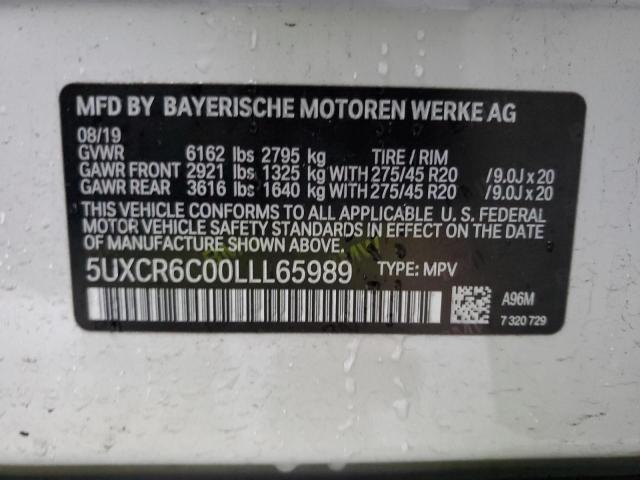 MFD BY BAYERISCHE MOTOREN WERKE AG
08/19
GVWR 6162 lbs 2795 kg TIRE / RIM
GAWR FRONT 2921 lbs 1325 kg WITH 275/45 R20 /9.0J x 20
GAWR REAR 3616 lbs 1640 kg WITH 275/45 R20 /9.0J x 20
THIS VEHICLE CONFORMS TO ALL APPLICABLE U. S. FEDERAL
MOTOR VEHICLE SAFETY STANDARDS IN EFFECT ON THE DATE
OF MANUFACTURE SHOWN ABOVE.
5UXCR6C00LLL65989 TYPE: MPV
A96M
7 320 729